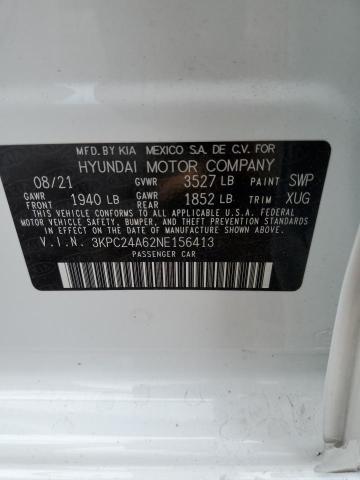 MFD. BY KIA MEXICO S.A. DE C.V. FOR
HYUNDAI MOTOR COMPANY
08/21 GVWR 3527 LB PAINT SWP
GAWR FRONT 1940 LB GAWR REAR 1852 LB TRIM XUG
THIS VEHICLE CONFORMS TO ALL APPLICABLE U.S.A. FEDERAL
MOTOR VEHICLE SAFETY, BUMPER, AND THEFT PREVENTION STANDARDS
IN EFFECT ON THE DATE OF MANUFACTURE SHOWN ABOVE.
V.I.N. 3KPC24A62NE156413
PASSENGER CAR